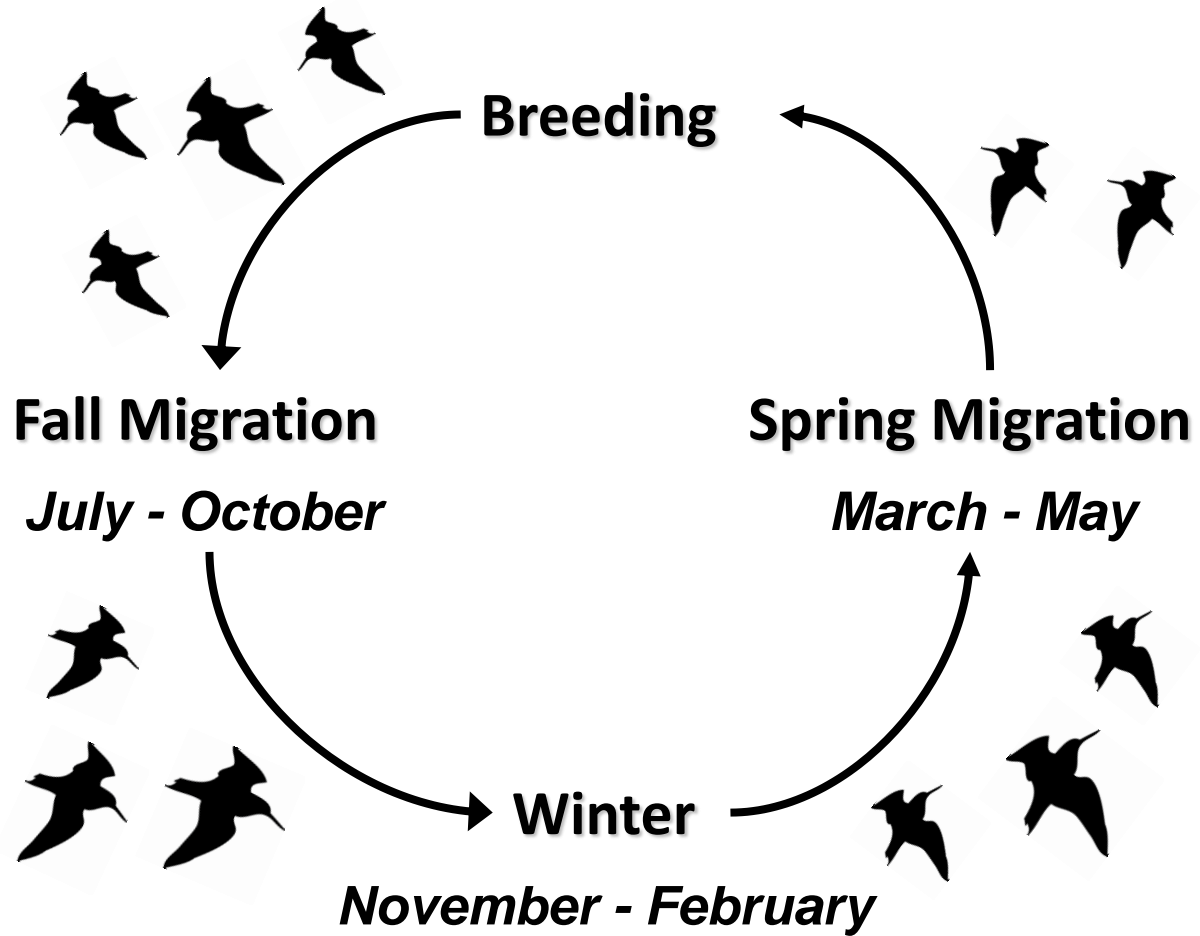 Breeding
Fall Migration
July - October
Spring Migration
March - May
Winter
November - February